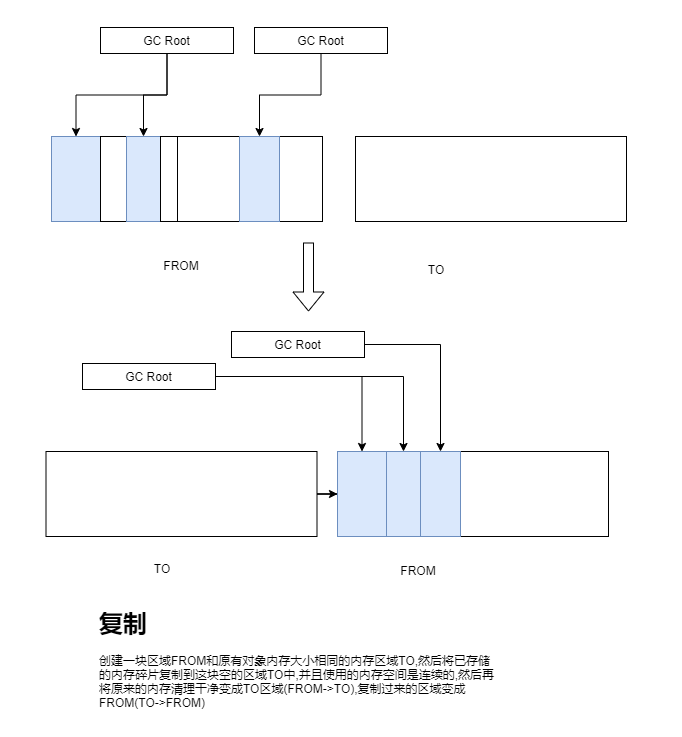 GC Root
GC Root
FROM
TO
GC Root
GC Root
TO
FROM
复制
创建一块区域FROM和原有对象内存大小相同的内存区域TO,然后将已存储
的内存碎片复制到这块空的区域TO中,并且使用的内存空间是连续的,然后再
将原来的内存清理干净变成TO区域(FROM->TO),复制过来的区域变成
FROM(TO->FROM)